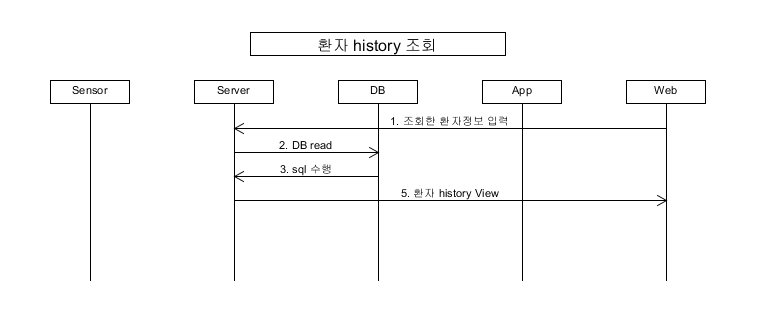 환자 history 조회
Sensor
Server
DB
App
Web
1. 조회한 환자정보 입력
2. DB read
3. sql 수행
5. 환자 history View